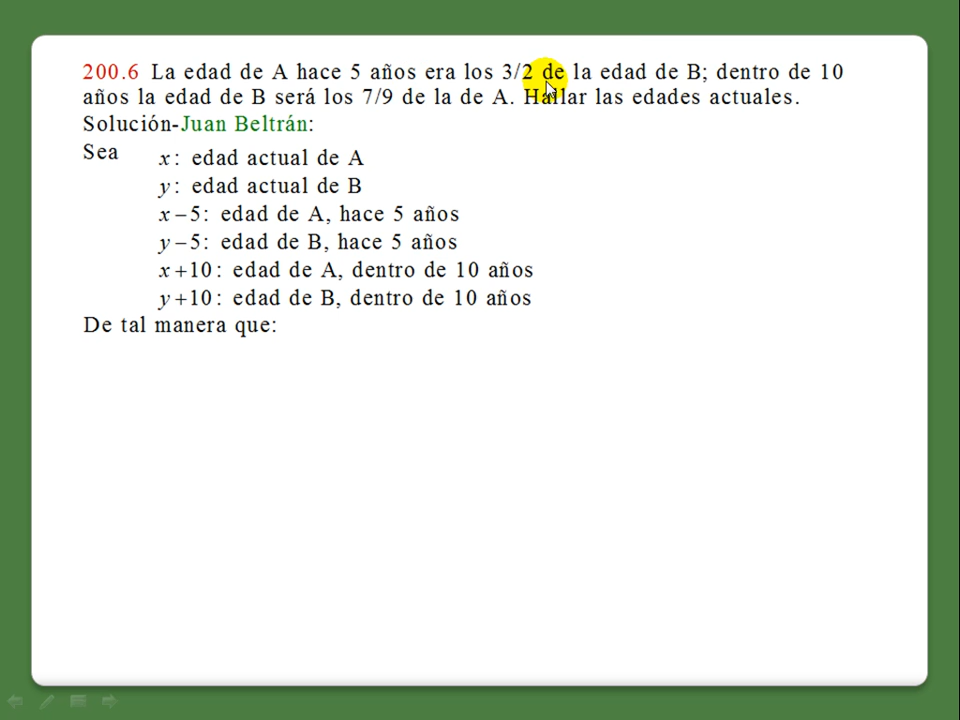 200.6 La edad de A hace 5 años era los 3/2 de la edad de B; dentro de 10
años la edad de B será los 7/9 de la de A. Hallar las edades actuales.
Solución-Juan Beltrán:
Sea
x: edad actual de A
y: edad actual de B
x−5: edad de A, hace 5 años
y−5: edad de B, hace 5 años
x+10: edad de A, dentro de 10 años
y+10: edad de B, dentro de 10 años
De tal manera que: